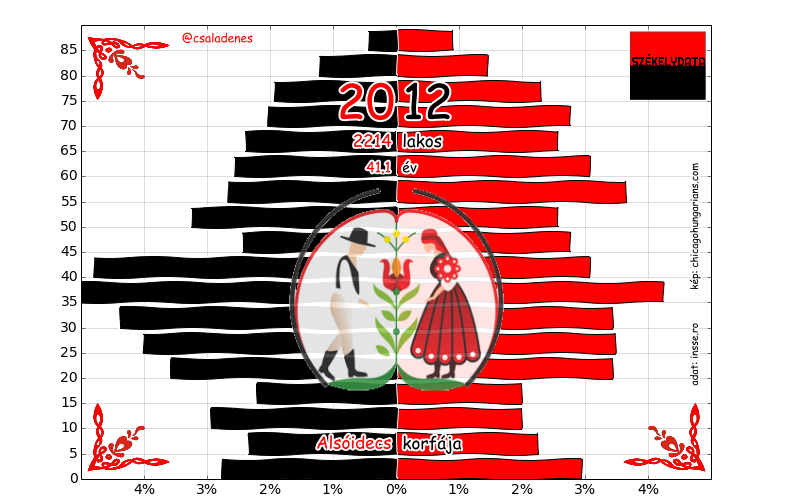 @csaladenes
SZÉKELYDATA
2012
2214 lakos
41,1 év
kép: chicagohungarians.com
adat: insse.ro
Alsóidecs korfája
85
80
75
70
65
60
55
50
45
40
35
30
25
20
15
10
5
0
4% 3% 2% 1% 0% 1% 2% 3% 4%